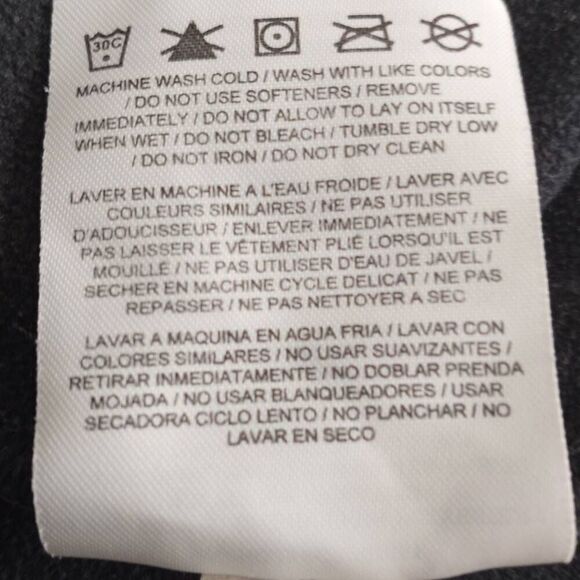 30C
MACHINE WASH COLD / WASH WITH LIKE COLORS
/ DO NOT USE SOFTENERS / REMOVE
IMMEDIATELY / DO NOT ALLOW TO LAY ON ITSELF
WHEN WET / DO NOT BLEACH / TUMBLE DRY LOW
/ DO NOT IRON / DO NOT DRY CLEAN
LAVER EN MACHINE A L'EAU FROIDE / LAVER AVEC
COULEURS SIMILAIRES / NE PAS UTILISER
D'ADOUCISSEUR / ENLEVER IMMEDIATEMENT / NE
PAS LAISSER LE VÊTEMENT PLIÉ LORSQU'IL EST
MOUILLÉ / NE PAS UTILISER D'EAU DE JAVEL /
SECHER EN MACHINE CYCLE DELICAT / NE PAS
REPASSER / NE PAS NETTOYER A SEC
LAVAR A MAQUINA EN AGUA FRIA / LAVAR CON
COLORES SIMILARES / NO USAR SUAVIZANTES /
RETIRAR INMEDIATAMENTE / NO DOBLAR PRENDA
MOJADA / NO USAR BLANQUEADORES / USAR
SECADORA CICLO LENTO / NO PLANCHAR / NO
LAVAR EN SECO